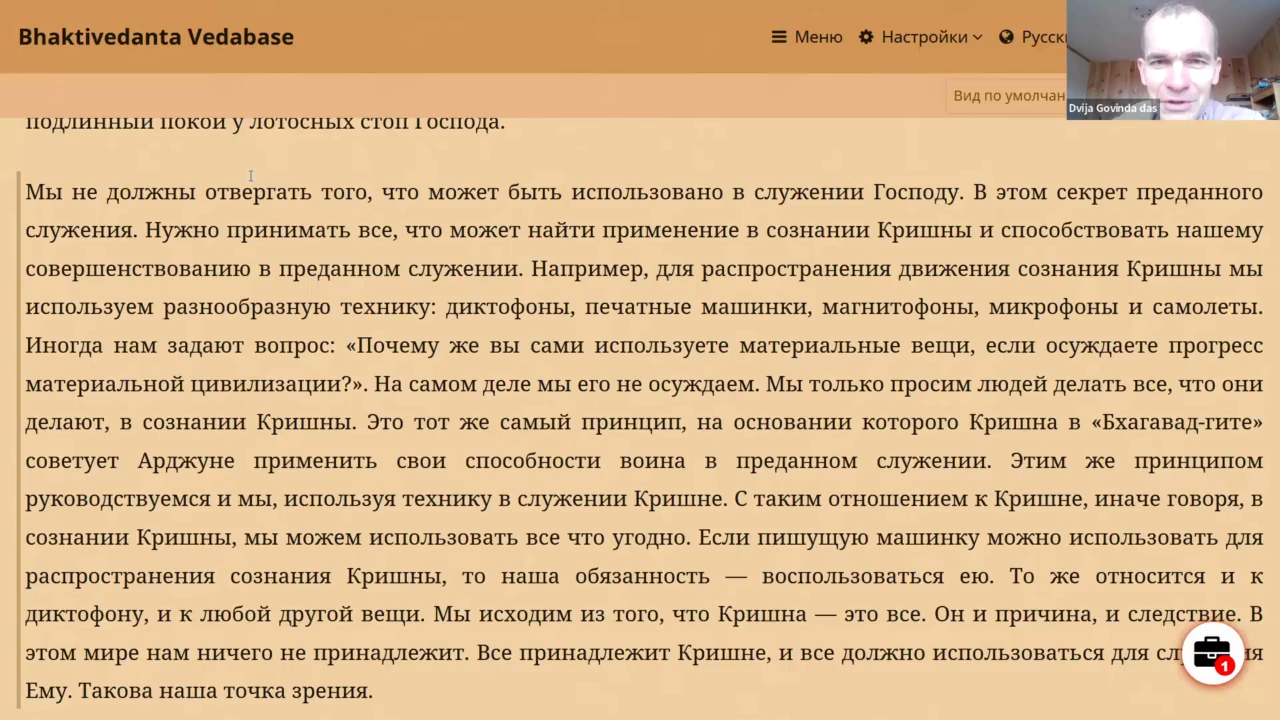 Bhaktivedanta Vedabase
Меню Настройки
Вид по умолчан
Dvija Govinda das
подлинный покой у лотосных стоп Господа.
Мы не должны отвергать того, что может быть использовано в служении Господу. В этом секрет преданного
служения. Нужно принимать все, что может найти применение в сознании Кришны и способствовать нашему
совершенствованию в преданном служении. Например, для распространения движения сознания Кришны мы
используем разнообразную технику: диктофоны, печатные машинки, магнитофоны, микрофоны и самолеты.
Иногда нам задают вопрос: «Почему же вы сами используете материальные вещи, если осуждаете прогресс
материальной цивилизации?». На самом деле мы его не осуждаем. Мы только просим людей делать все, что они
делают, в сознании Кришны. Это тот же самый принцип, на основании которого Кришна в «Бхагавад-гите»
советует Арджуне применить свои способности воина в преданном служении. Этим же принципом
руководствуемся и мы, используя технику в служении Кришне. С таким отношением к Кришне, иначе говоря, в
сознании Кришны, мы можем использовать все что угодно. Если пишущую машинку можно использовать для
распространения сознания Кришны, то наша обязанность — воспользоваться ею. То же относится и к
диктофону, и к любой другой вещи. Мы исходим из того, что Кришна — это все. Он и причина, и следствие. В
этом мире нам ничего не принадлежит. Все принадлежит Кришне, и все должно использоваться для
Ему. Такова наша точка зрения.
1